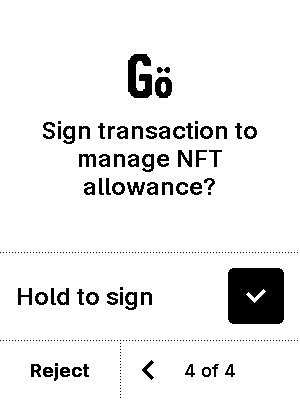 Gö
Sign transaction to
manage NFT
allowance?
Hold to sign
Reject
4 of 4